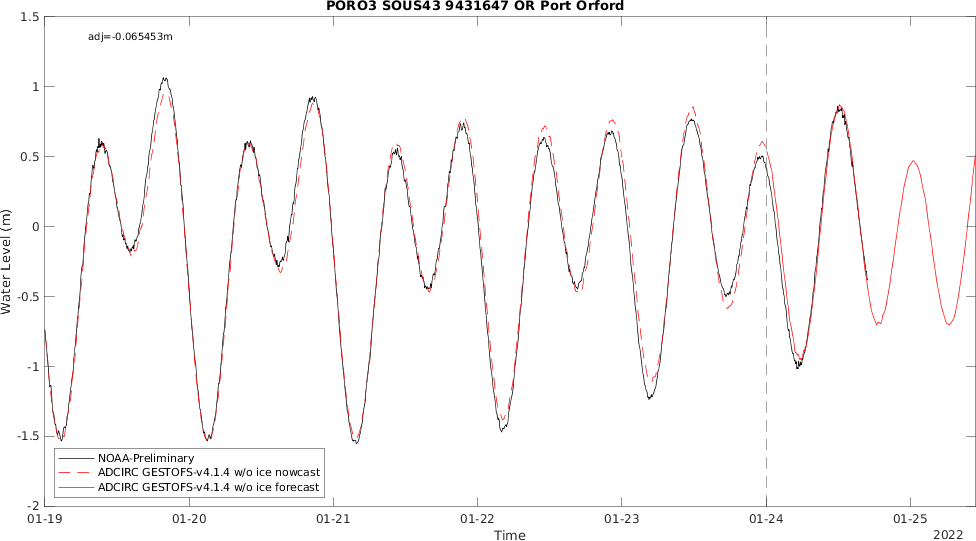 PORO3 SOUS43 9431647 OR Port Orford
adj=-0.065453m
1.5
1
0.5
0
-0.5
-1
-1.5
-2
Water Level (m)
NOAA-Preliminary
ADCIRC GESTOFS-v4.1.4 w/o ice nowcast
ADCIRC GESTOFS-v4.1.4 w/o ice forecast
01-19 01-20 01-21 01-22 01-23 01-24 01-25
Time
2022